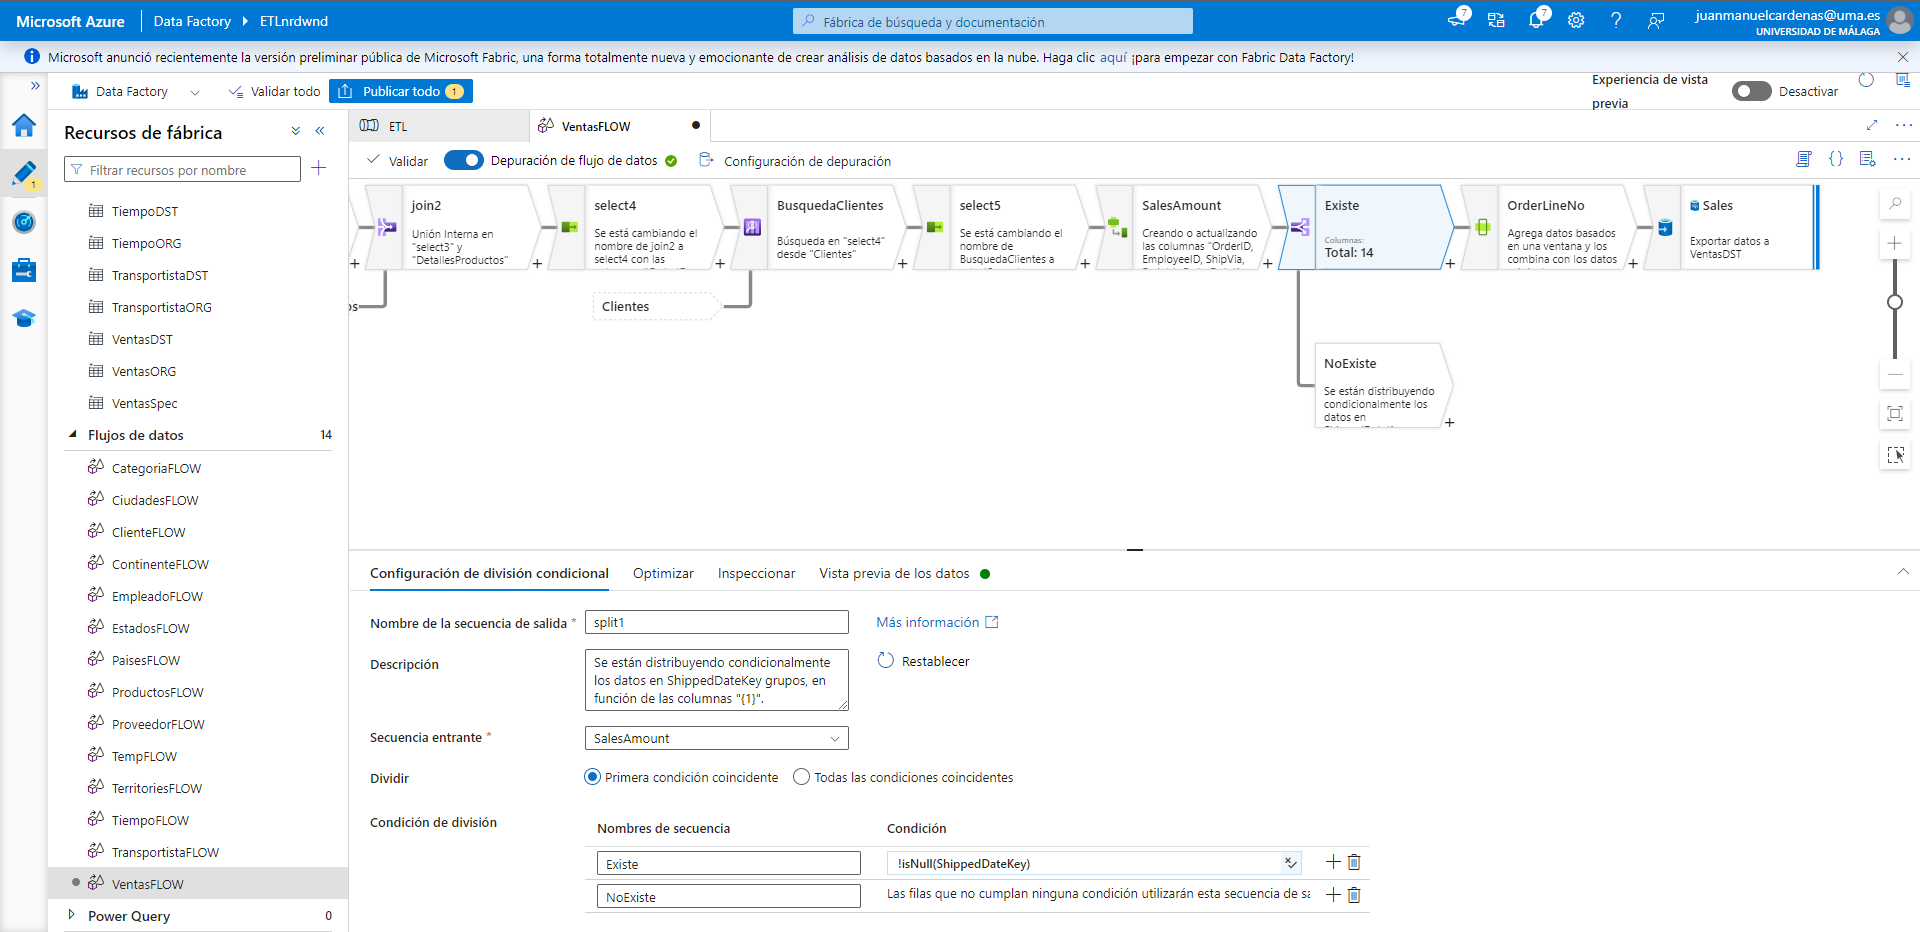 Microsoft Azure
Data Factory
ETLnrdwnd
Fábrica de búsqueda y documentación
7
7
juanmanuelcardenas@uma.es
UNIVERSIDAD DE MÁLAGA
Microsoft anunció recientemente la versión preliminar pública de Microsoft Fabric, una forma totalmente nueva y emocionante de crear análisis de datos basados en la nube. Haga clic aquí ¡para empezar con Fabric Data Factory!
Data Factory
Validar todo
Publicar todo 1
Experiencia de vista
previa
Desactivar
1
Recursos de fábrica
Filtrar recursos por nombre
TiempoDST
TiempoORG
TransportistaDST
TransportistaORG
VentasDST
VentasORG
VentasSpec
Flujos de datos 14
CategoriaFLOW
CiudadesFLOW
ClienteFLOW
ContinenteFLOW
EmpleadoFLOW
EstadosFLOW
PaisesFLOW
ProductosFLOW
ProveedorFLOW
TempFLOW
TerritoriesFLOW
TiempoFLOW
TransportistaFLOW
VentasFLOW
Power Query 0
ETL
VentasFLOW
Validar
Depuración de flujo de datos
Configuración de depuración
join2
Unión Interna en
"select3" y
"DetallesProductos"
select4
Se está cambiando el
nombre de join2 a
select4 con las
BusquedaClientes
Búsqueda en "select4"
desde "Clientes"
select5
Se está cambiando el
nombre de
BusquedaClientes a
SalesAmount
Creando o actualizando
las columnas "OrderID,
EmployeeID, ShipVia,
Existe
Columnas:
Total: 14
OrderLineNo
Agrega datos basados
en una ventana y los
combina con los datos
Sales
Exportar datos a
VentasDST
os
Clientes
NoExiste
Se están distribuyendo
condicionalmente los
datos en
Configuración de división condicional
Optimizar
Inspeccionar
Vista previa de los datos
Nombre de la secuencia de salida *
split1
Más información
Descripción
Se están distribuyendo condicionalmente
los datos en ShippedDateKey grupos, en
función de las columnas "{1}".
Restablecer
Secuencia entrante *
SalesAmount
Dividir
Primera condición coincidente
Todas las condiciones coincidentes
Condición de división
Nombres de secuencia
Condición
Existe
!isNull(ShippedDateKey)
NoExiste
Las filas que no cumplan ninguna condición utilizarán esta secuencia de sa